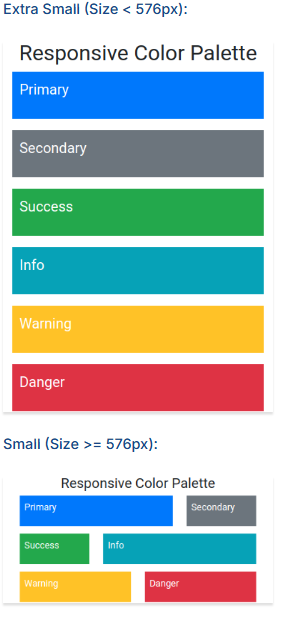 Extra Small (Size < 576px):
Responsive Color Palette
Primary
Secondary
Success
Info
Warning
Danger
Small (Size >= 576px):
Responsive Color Palette
Primary Secondary
Success Info
Warning Danger